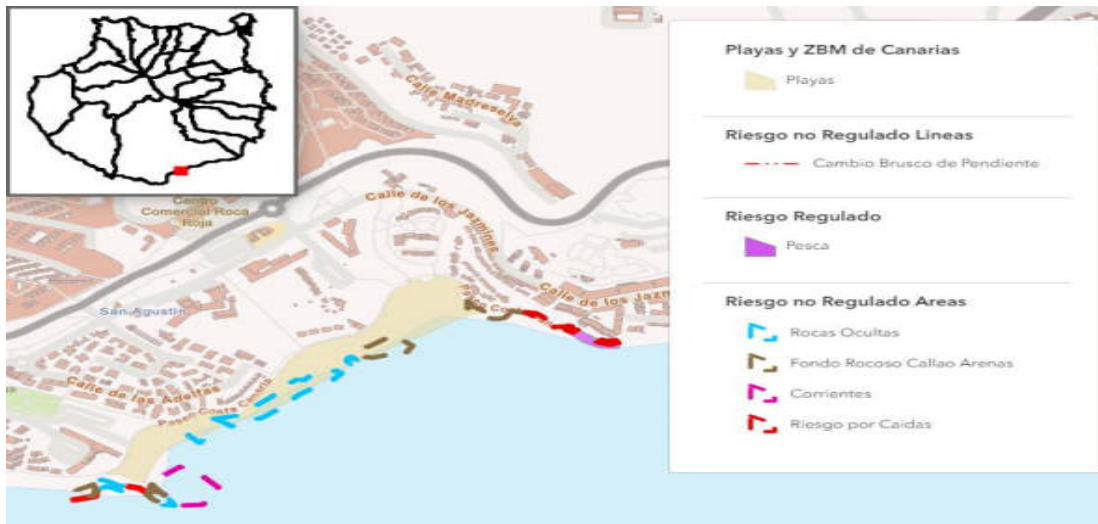 Calle Madreselva
Centro
Comercial Roca
Roja
Calle de los Jazmines
Calle de los Jazm
San Agustín
Calle de las Adelfas
Paseo Costa Canaria
Playas y ZBM de Canarias
Playas
Riesgo no Regulado Lineas
Cambio Brusco de Pendiente
Riesgo Regulado
Pesca
Riesgo no Regulado Areas
Rocas Ocultas
Fondo Rocoso Callao Arenas
Corrientes
Riesgo por Caidas